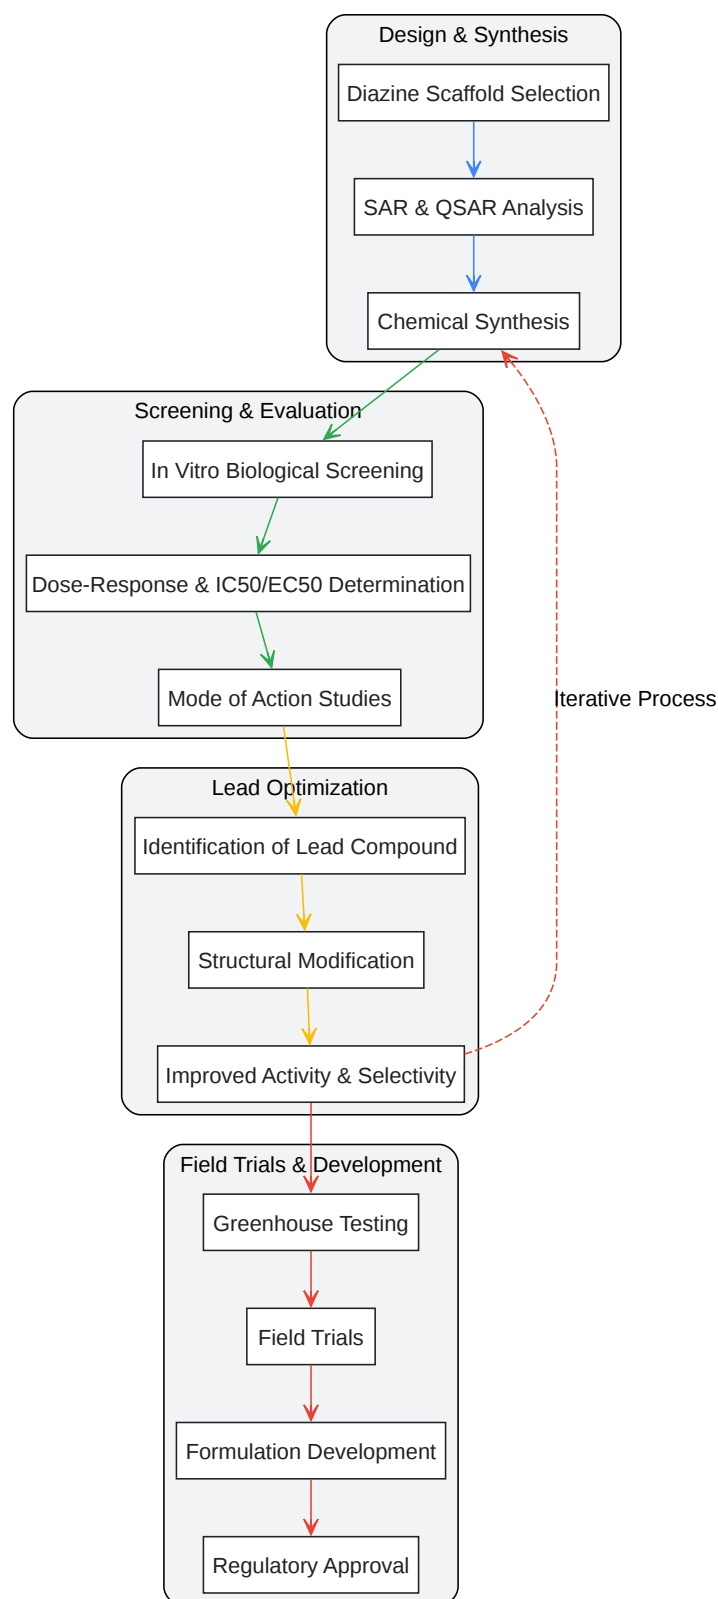 Design & Synthesis
Diazine Scaffold Selection
SAR & QSAR Analysis
Chemical Synthesis
Screening & Evaluation
In Vitro Biological Screening
Dose-Response & IC50/EC50 Determination
Mode of Action Studies
Iterative Process
Lead Optimization
Identification of Lead Compound
Structural Modification
Improved Activity & Selectivity
Field Trials & Development
Greenhouse Testing
Field Trials
Formulation Development
Regulatory Approval